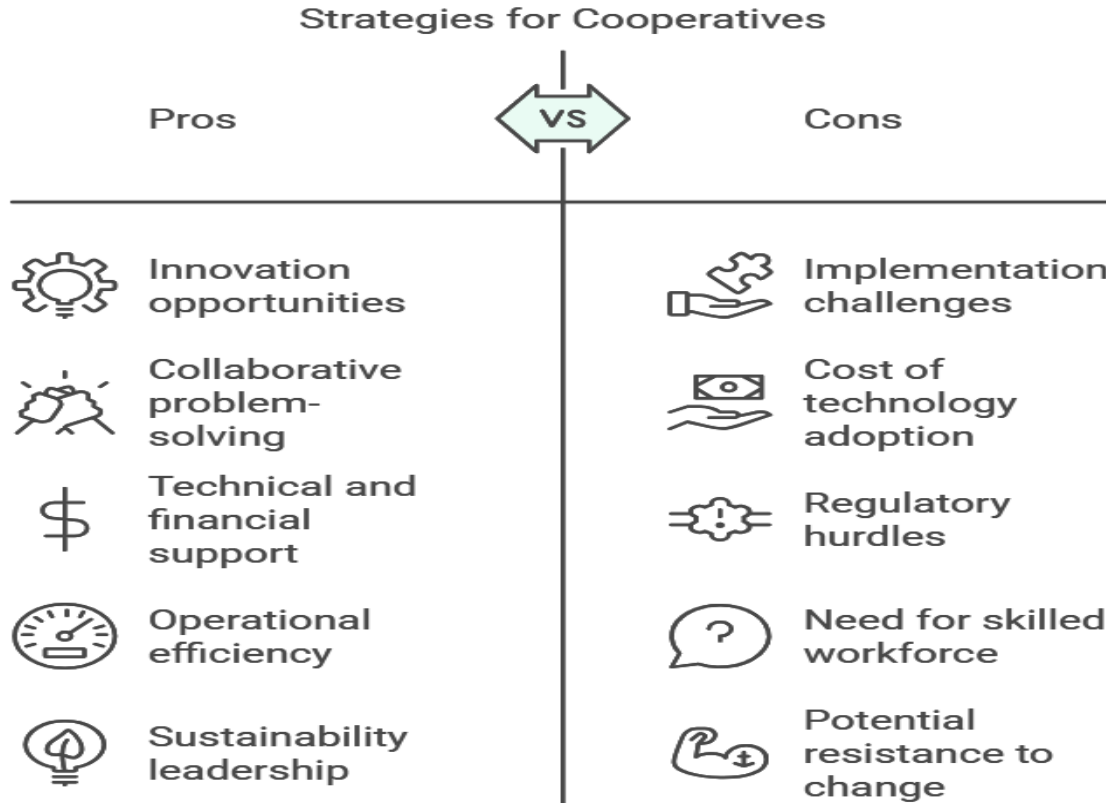 Strategies for Cooperatives
Pros
VS
Cons
Innovation
opportunities
Collaborative
problem-
solving
Technical and
financial
support
Operational
efficiency
Sustainability
leadership
Implementation
challenges
Cost of
technology
adoption
Regulatory
hurdles
Need for skilled
workforce
Potential
resistance to
change